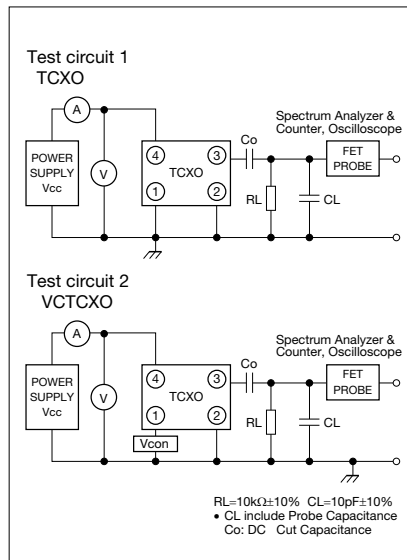 Test circuit 1
TCXO
A
POWER
SUPPLY
Vcc
V
4
3
TCXO
1
2
Co
RL
CL
Spectrum Analyzer &
Counter, Oscilloscope
FET
PROBE
Test circuit 2
VCTCXO
A
POWER
SUPPLY
Vcc
V
4
3
TCXO
1
2
Vcon
Co
RL
CL
Spectrum Analyzer &
Counter, Oscilloscope
FET
PROBE
RL=10kΩ±10% CL=10pF±10%
• CL include Probe Capacitance
Co: DC Cut Capacitance